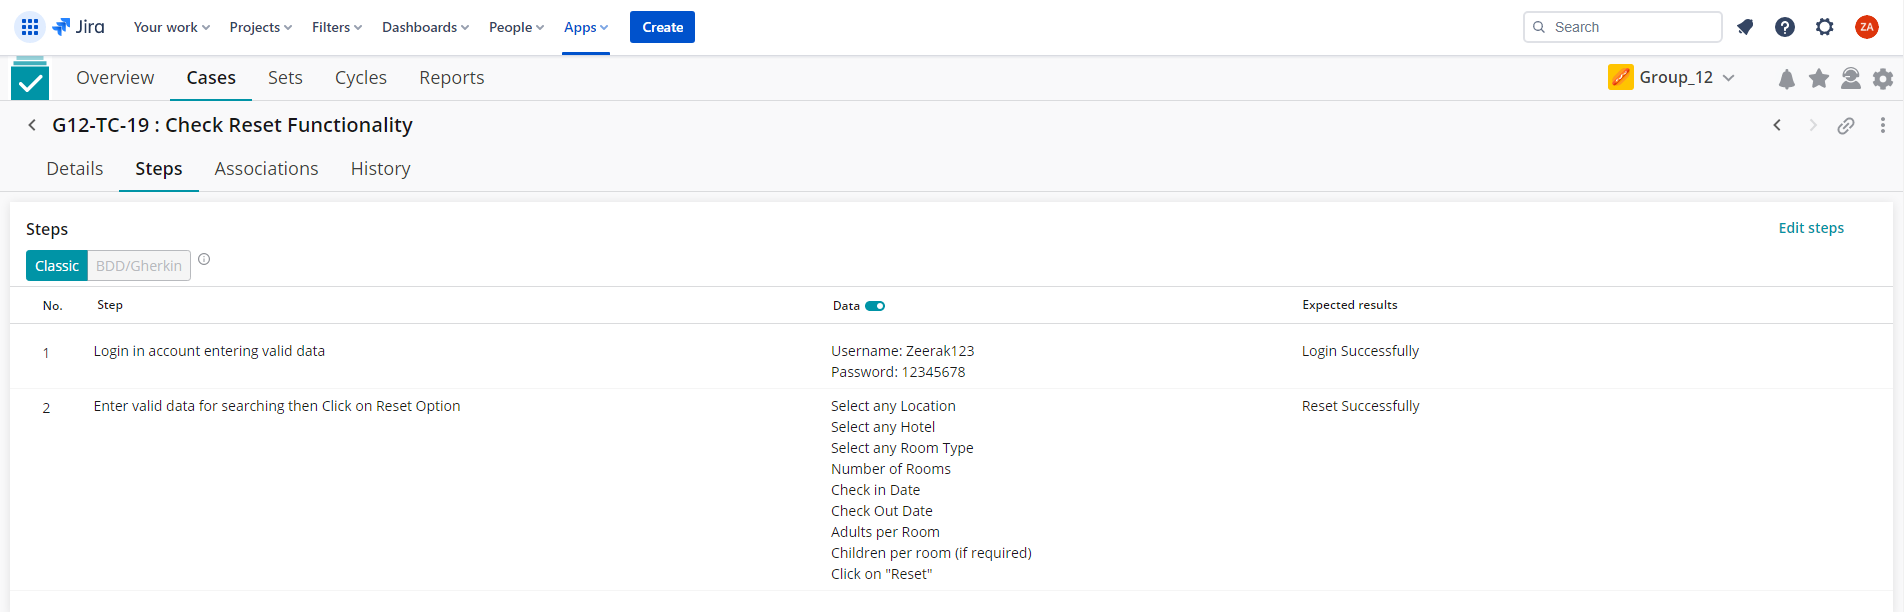 Jira Your work Projects Filters Dashboards People Apps Create Search ZA
Overview Cases Sets Cycles Reports Group_12
G12-TC-19 : Check Reset Functionality
Details Steps Associations History
Steps Edit steps
Classic BDD/Gherkin
No. Step Data Expected results
1 Login in account entering valid data Username: Zeerak123 Login Successfully
Password: 12345678
2 Enter valid data for searching then Click on Reset Option Select any Location Reset Successfully
Select any Hotel
Select any Room Type
Number of Rooms
Check in Date
Check Out Date
Adults per Room
Children per room (if required)
Click on "Reset"